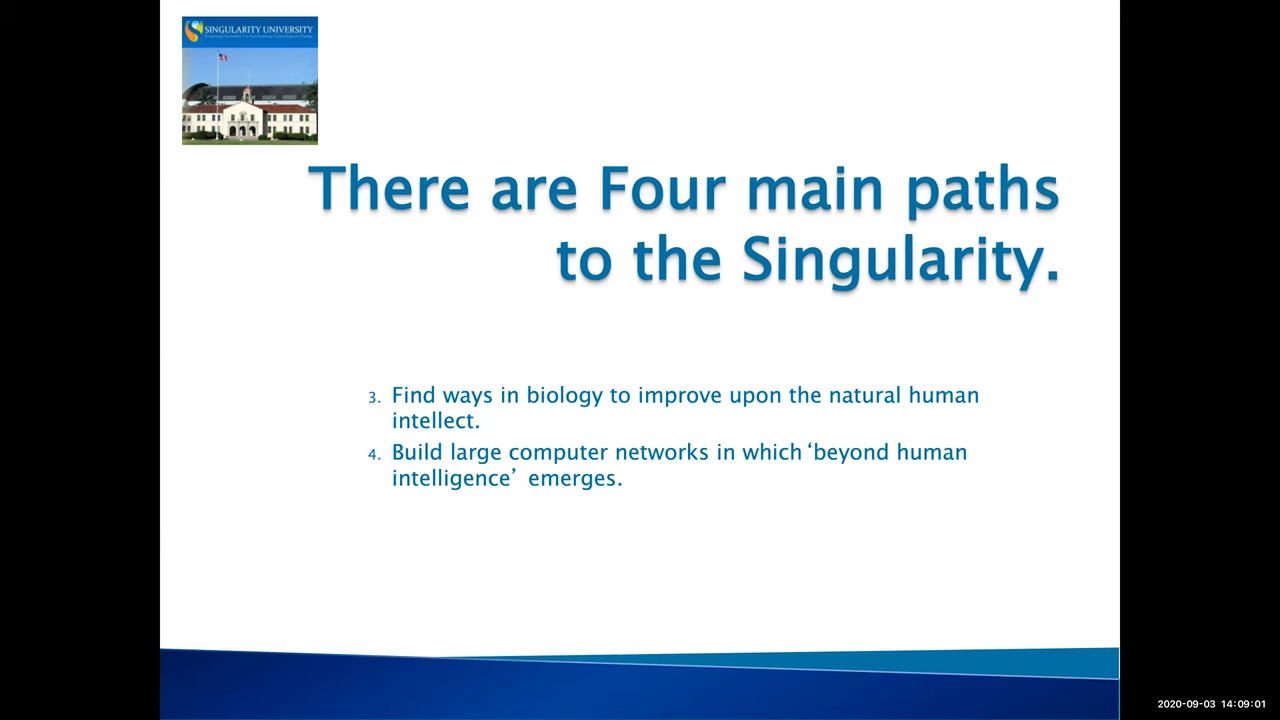 SINGULARITY UNIVERSITY
There are Four main paths
to the Singularity.
3. Find ways in biology to improve upon the natural human
intellect.
4. Build large computer networks in which ‘beyond human
intelligence’ emerges.
2020-09-03 14:09:01